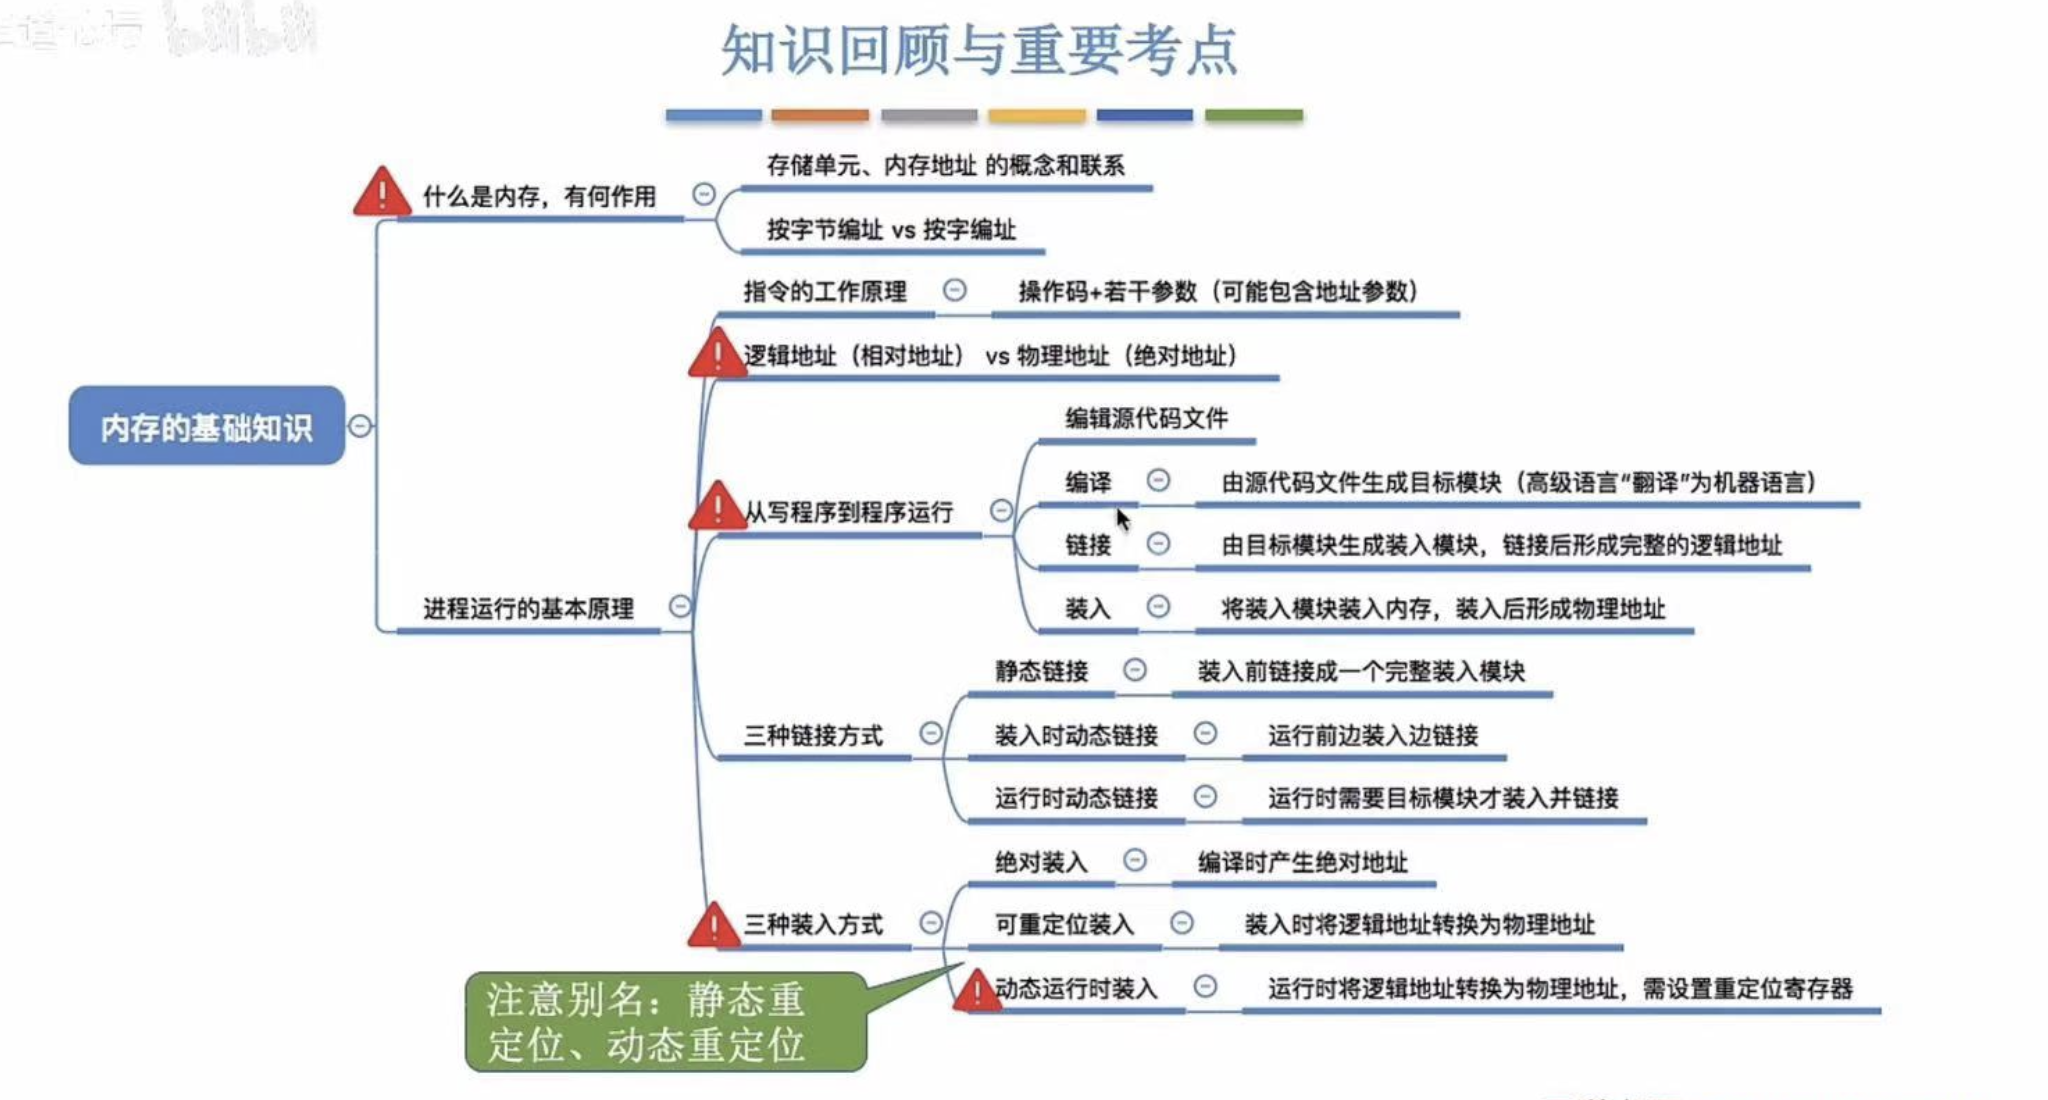 知识回顾与重要考点
存储单元、内存地址 的概念和联系
什么是内存，有何作用
按字节编址 vs 按字编址
指令的工作原理
操作码+若干参数（可能包含地址参数）
逻辑地址（相对地址） vs 物理地址（绝对地址）
内存的基础知识
编辑源代码文件
编译
由源代码文件生成目标模块（高级语言“翻译”为机器语言）
从写程序到程序运行
链接
由目标模块生成装入模块，链接后形成完整的逻辑地址
进程运行的基本原理
装入
将装入模块装入内存，装入后形成物理地址
静态链接
装入前链接成一个完整装入模块
三种链接方式
装入时动态链接
运行前边装入边链接
运行时动态链接
运行时需要目标模块才装入并链接
绝对装入
编译时产生绝对地址
三种装入方式
可重定位装入
装入时将逻辑地址转换为物理地址
动态运行时装入
运行时将逻辑地址转换为物理地址，需设置重定位寄存器
注意别名：静态重
定位、动态重定位